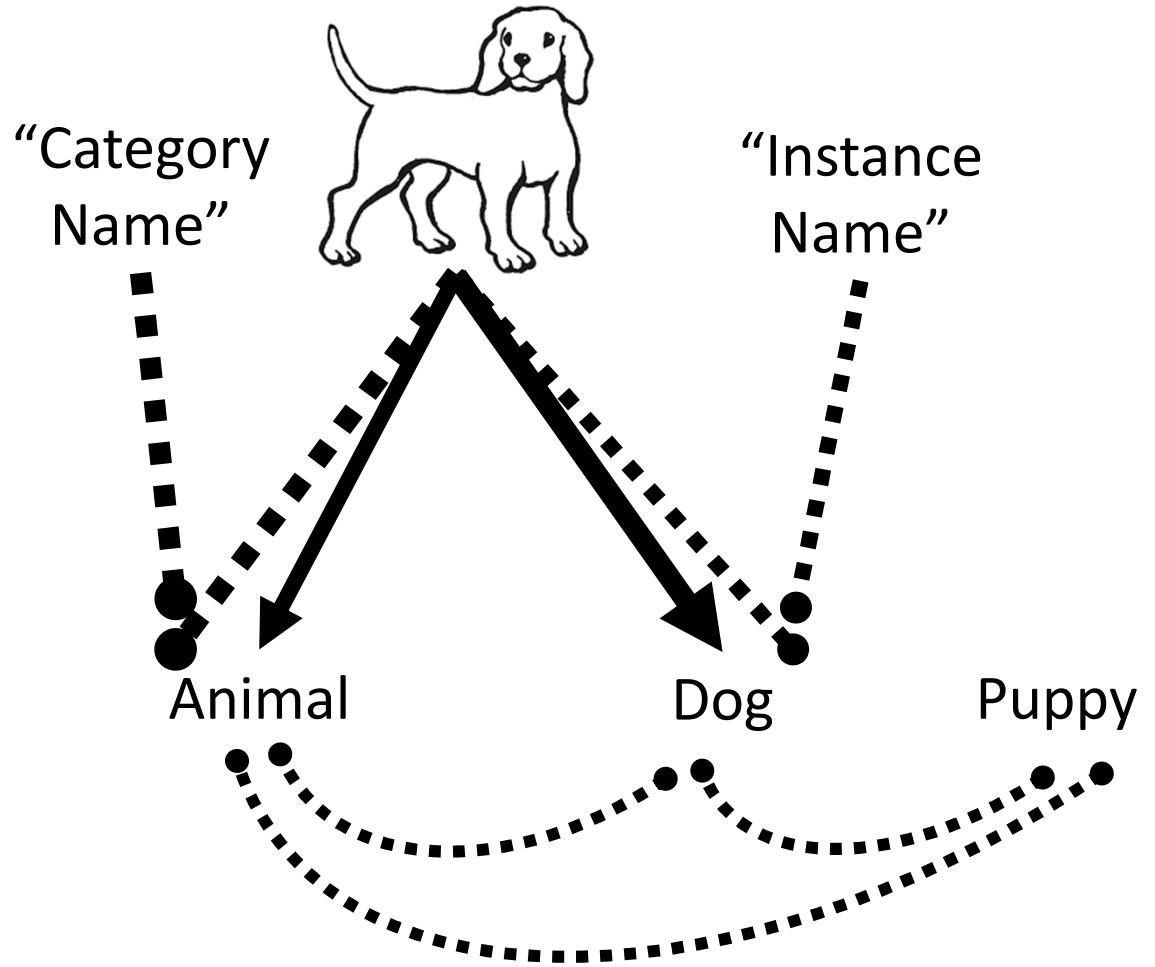 “Category
Name”
“Instance
Name”
Animal
Dog
Puppy